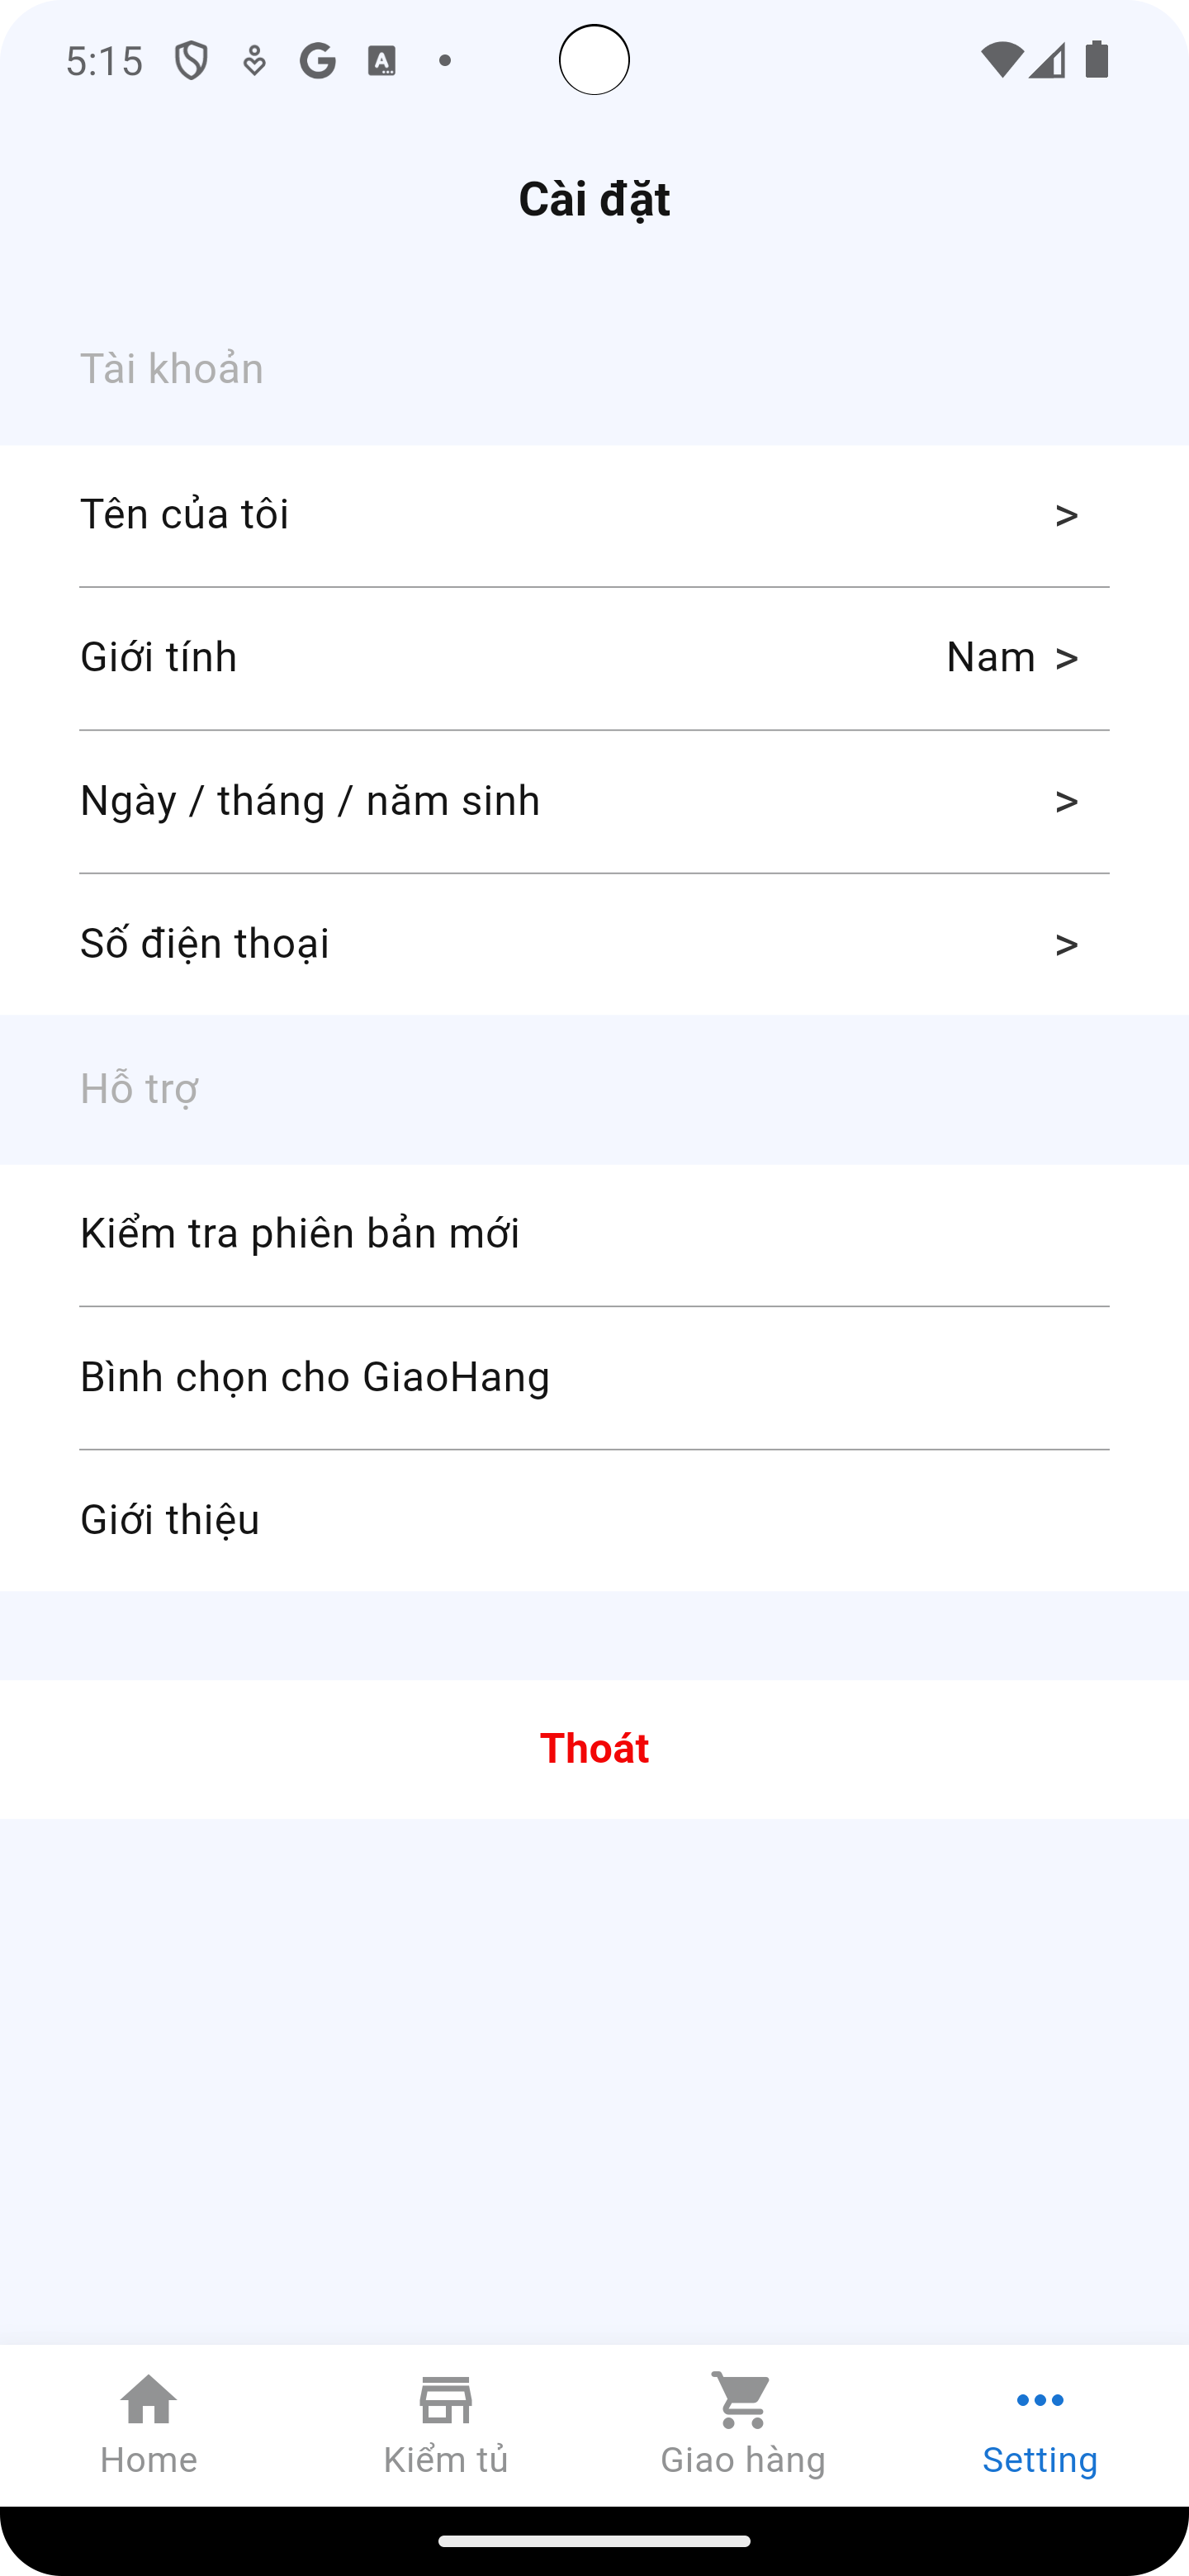 5:15
Cài đặt
Tài khoản
Tên của tôi >
Giới tính Nam >
Ngày / tháng / năm sinh >
Số điện thoại >
Hỗ trợ
Kiểm tra phiên bản mới
Bình chọn cho GiaoHang
Giới thiệu
Thoát
Home Kiểm tủ Giao hàng Setting